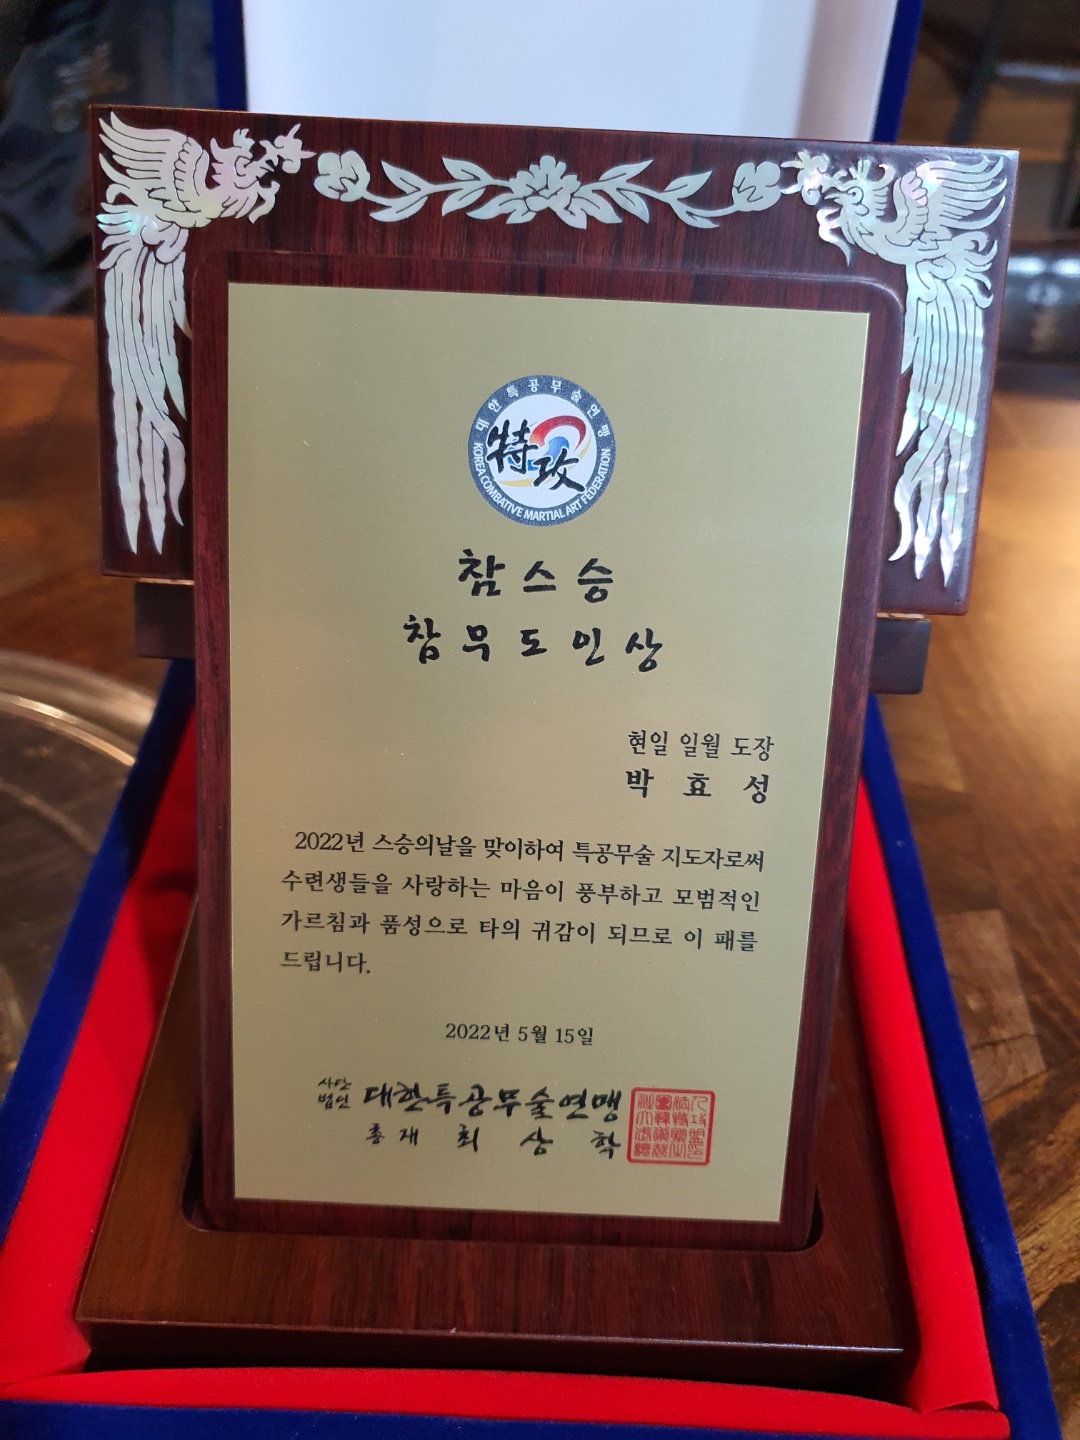 대한특공무술연맹
特攻
KOREA COMBATIVE MARTIAL ART FEDERATION
참스승
참무도인상
현일 일월 도장
박 효 성
2022년 스승의날을 맞이하여 특공무술 지도자로써
수련생들을 사랑하는 마음이 풍부하고 모범적인
가르침과 품성으로 타의 귀감이 되므로 이 패를
드립니다.
2022년 5월 15일
사단법인 대한특공무술연맹
총재 최 상 학